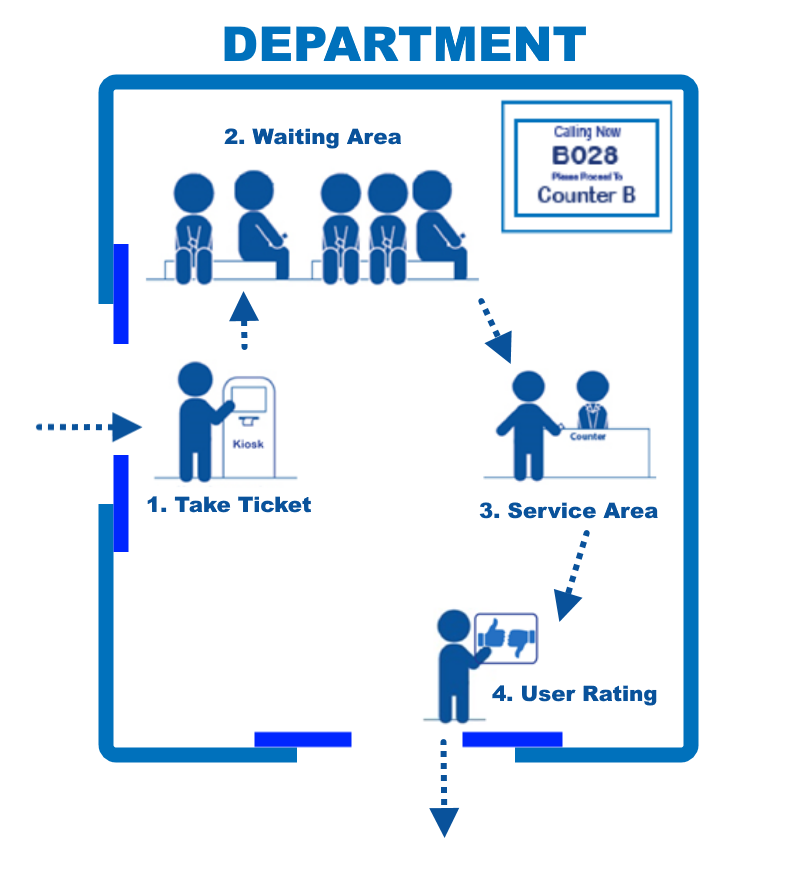 DEPARTMENT
2. Waiting Area
Calling Now
B028
Please Proceed To
Counter B
Kiosk
1. Take Ticket
Counter
3. Service Area
4. User Rating